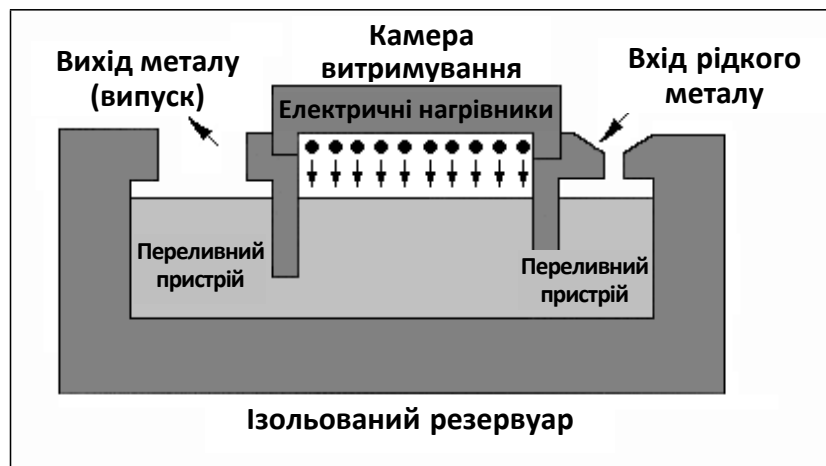 Камера
витримування
Вихід металу
(випуск)
Вхід рідкого
металу
Електричні нагрівники
Переливний
пристрій
Переливний
пристрій
Ізольований резервуар